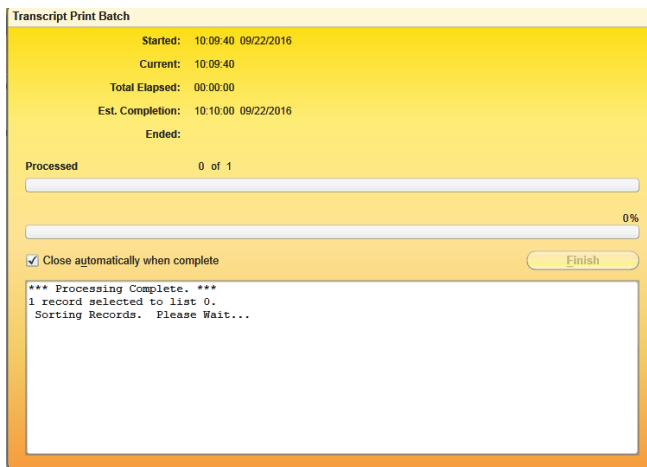 Transcript Print Batch
Started: 10:09:40 09/22/2016
Current: 10:09:40
Total Elapsed: 00:00:00
Est. Completion: 10:10:00 09/22/2016
Ended:
Processed 0 of 1
0%
Close automatically when complete
Finish
*** Processing Complete. ***
1 record selected to list 0.
Sorting Records. Please Wait...